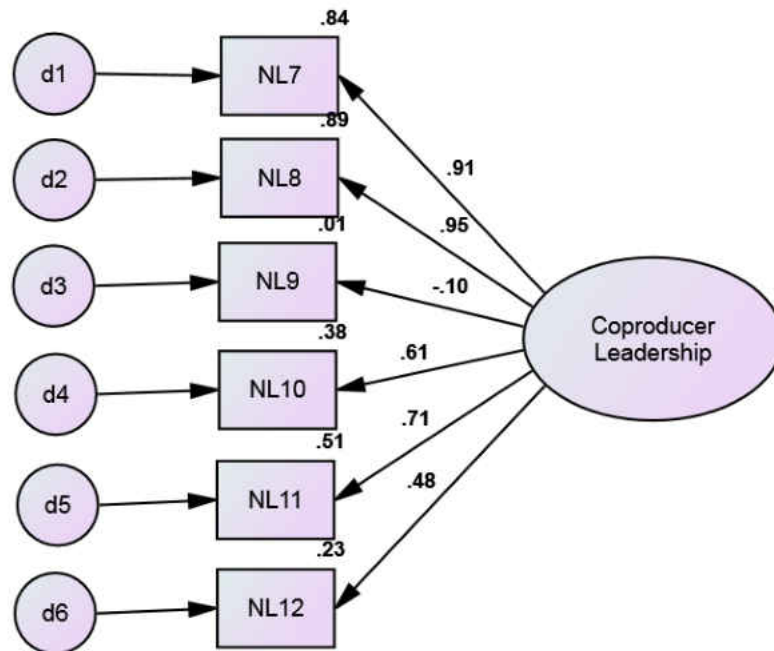 .84
d1
NL7
.89
d2
NL8
.91
.01
.95
d3
NL9
-.10
Coproducer
Leadership
.38
.61
d4
NL10
.51
.71
d5
NL11
.48
.23
d6
NL12